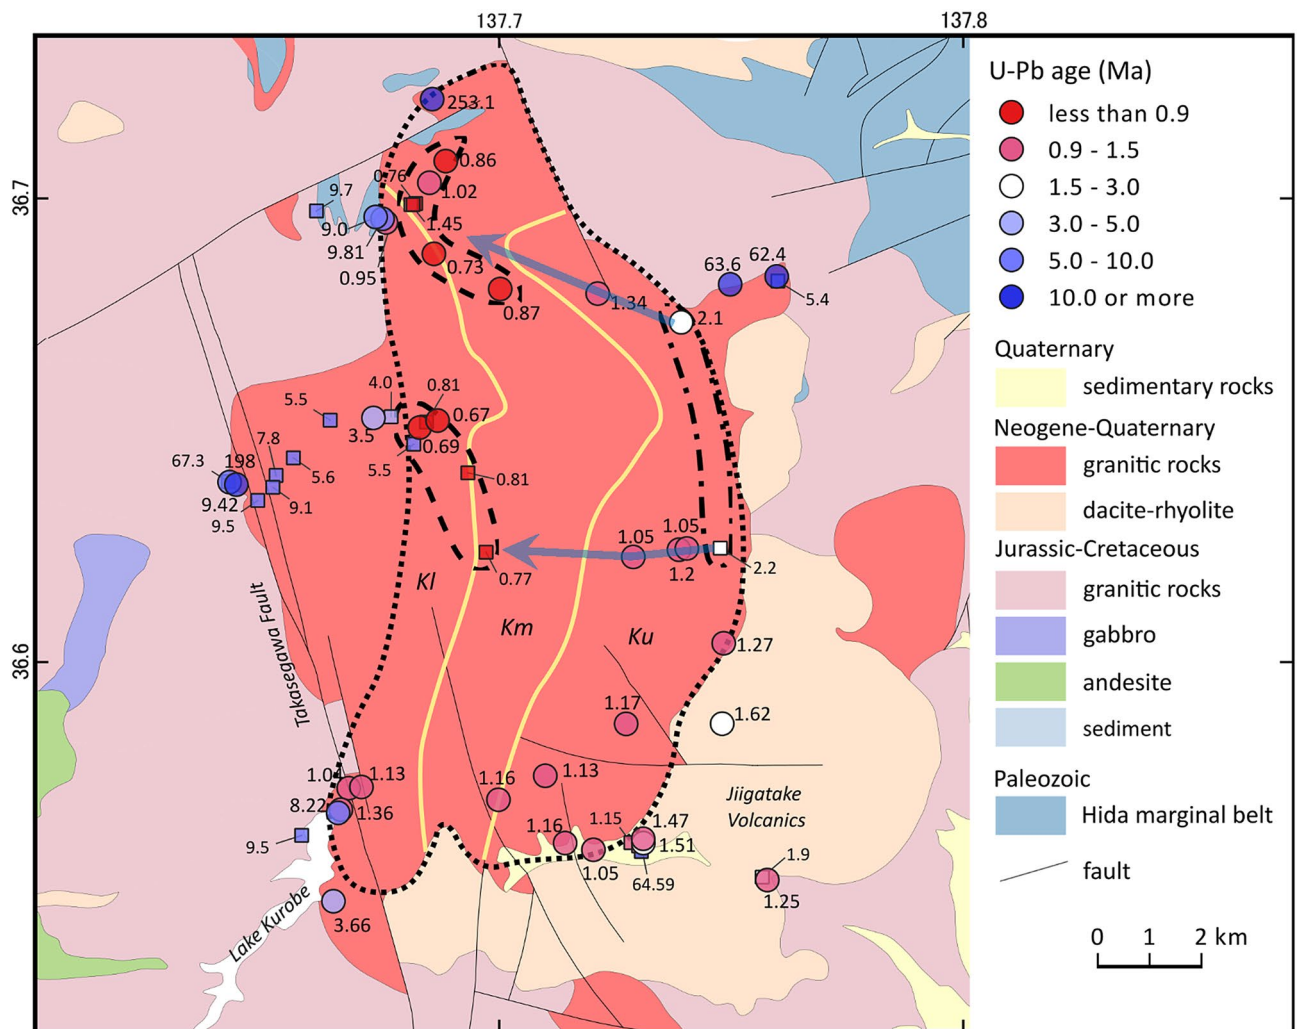 137.7
137.8
36.7
36.6
253.1
0.86
0.76
1.02
9.7
1.45
9.0
9.81
0.95
0.73
0.87
1.34
2.1
63.6
62.4
5.4
4.0
0.81
5.5
3.5
0.67
0.69
7.8
5.5
67.3
198
5.6
0.81
9.42
9.5
9.1
1.05
1.05
1.2
2.2
0.77
Kl
Km
Ku
Takasegawa Fault
1.27
1.17
1.62
1.04
1.13
1.16
1.13
8.22
1.36
Jiigatake
Volcanics
9.5
1.16
1.15
1.47
1.51
1.05
64.59
1.9
1.25
3.66
Lake Kurobe
U-Pb age (Ma)
less than 0.9
0.9 - 1.5
1.5 - 3.0
3.0 - 5.0
5.0 - 10.0
10.0 or more
Quaternary
sedimentary rocks
Neogene-Quaternary
granitic rocks
dacite-rhyolite
Jurassic-Cretaceous
granitic rocks
gabbro
andesite
sediment
Paleozoic
Hida marginal belt
fault
0 1 2 km